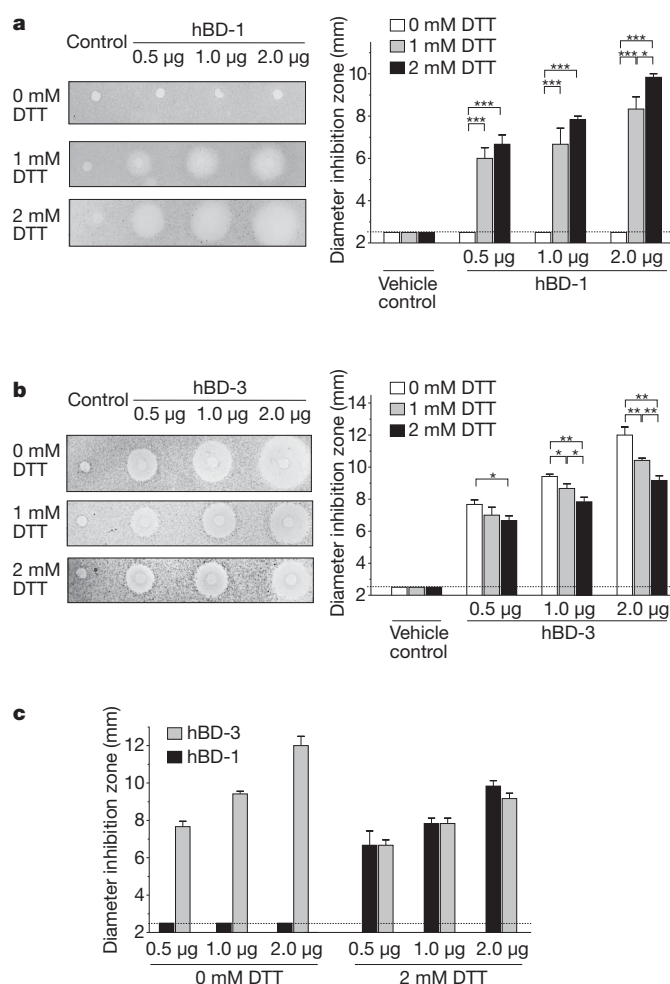 a
Control
hBD-1
0.5 µg 1.0 µg 2.0 µg
0 mM
DTT
1 mM
DTT
2 mM
DTT
Diameter inhibition zone (mm)
10
8
6
4
2
0 mM DTT
1 mM DTT
2 mM DTT
*** ***
*** ***
*** *** *
0.5 µg 1.0 µg 2.0 µg
Vehicle
control
hBD-1
b
Control
hBD-3
0.5 µg 1.0 µg 2.0 µg
0 mM
DTT
1 mM
DTT
2 mM
DTT
Diameter inhibition zone (mm)
14
12
10
8
6
4
2
0 mM DTT
1 mM DTT
2 mM DTT
*
** * *
** ** **
0.5 µg 1.0 µg 2.0 µg
Vehicle
control
hBD-3
c
Diameter inhibition zone (mm)
12
10
8
6
4
2
hBD-3
hBD-1
0.5 µg 1.0 µg 2.0 µg 0.5 µg 1.0 µg 2.0 µg
0 mM DTT 2 mM DTT